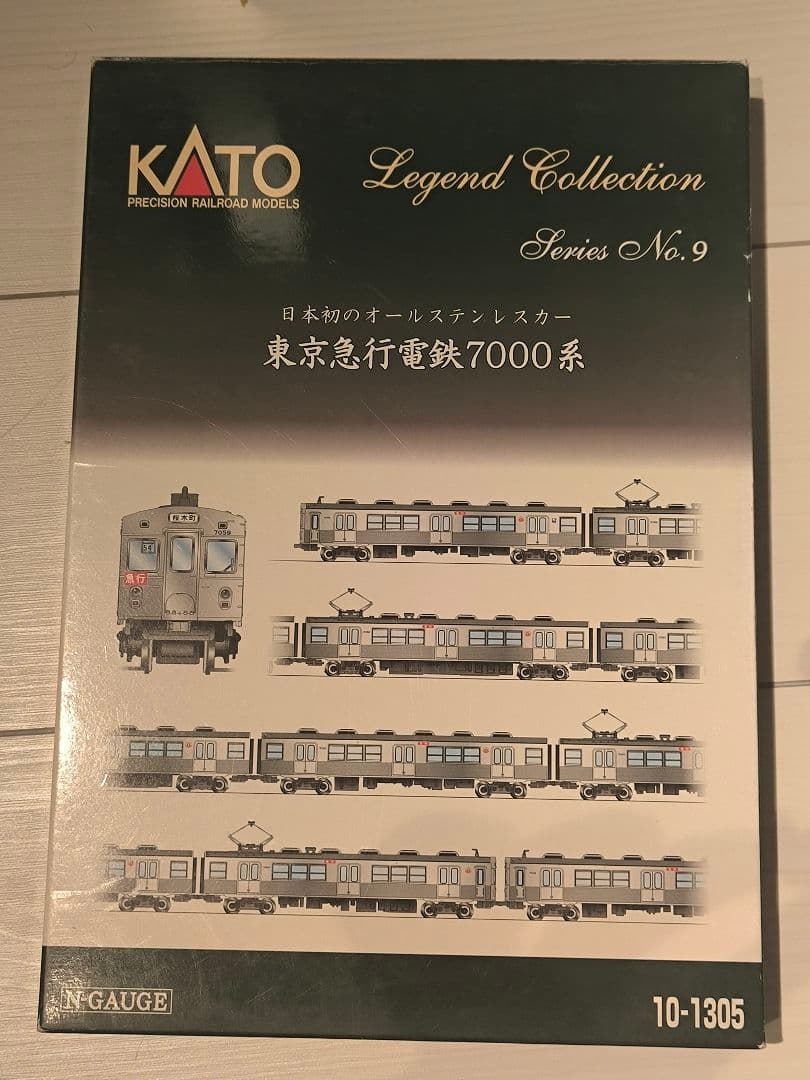 KATO
PRECISION RAILROAD MODELS
Legend Collection
Series No.9
日本初のオールステンレスカー
東京急行電鉄7000系
桜木町
7059
急行
N-GAUGE
10-1305